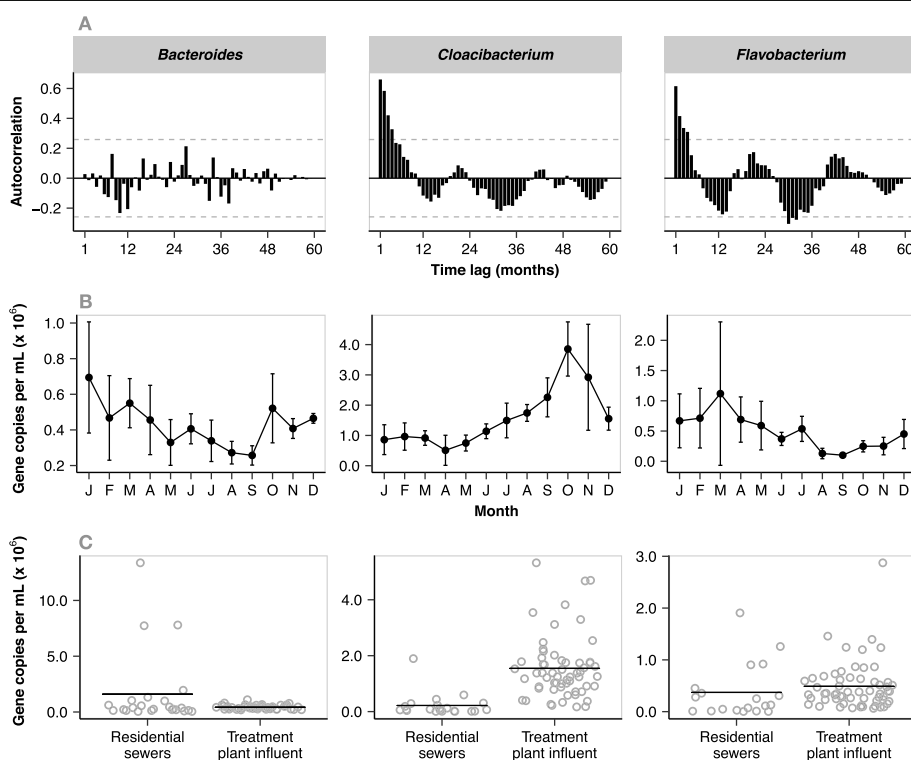 A
Bacteroides
Cloacibacterium
Flavobacterium
Autocorrelation
0.6
0.4
0.2
0.0
−0.2
1 12 24 36 48 60
1 12 24 36 48 60
1 12 24 36 48 60
Time lag (months)
B
Gene copies per mL (x 10⁶)
1.0
0.8
0.6
0.4
0.2
4.0
3.0
2.0
1.0
0.0
2.0
1.5
1.0
0.5
0.0
J F M A M J J A S O N D
J F M A M J J A S O N D
J F M A M J J A S O N D
Month
C
Gene copies per mL (x 10⁶)
10.0
5.0
0.0
4.0
2.0
0.0
3.0
2.0
1.0
0.0
Residential Treatment
sewers plant influent
Residential Treatment
sewers plant influent
Residential Treatment
sewers plant influent